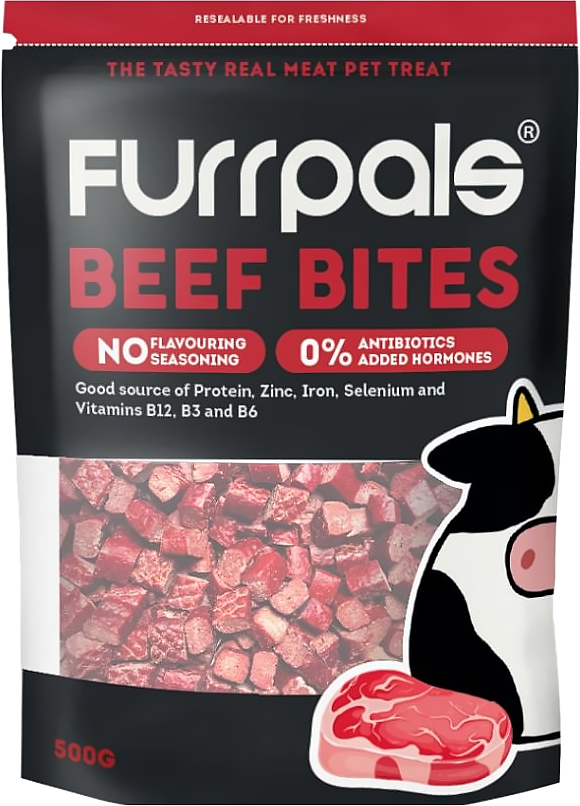 RESEALABLE FOR FRESHNESS
THE TASTY REAL MEAT PET TREAT
Furrpals®
BEEF BITES
NO FLAVOURING
SEASONING
0% ANTIBIOTICS
ADDED HORMONES
Good source of Protein, Zinc, Iron, Selenium and
Vitamins B12, B3 and B6
500G